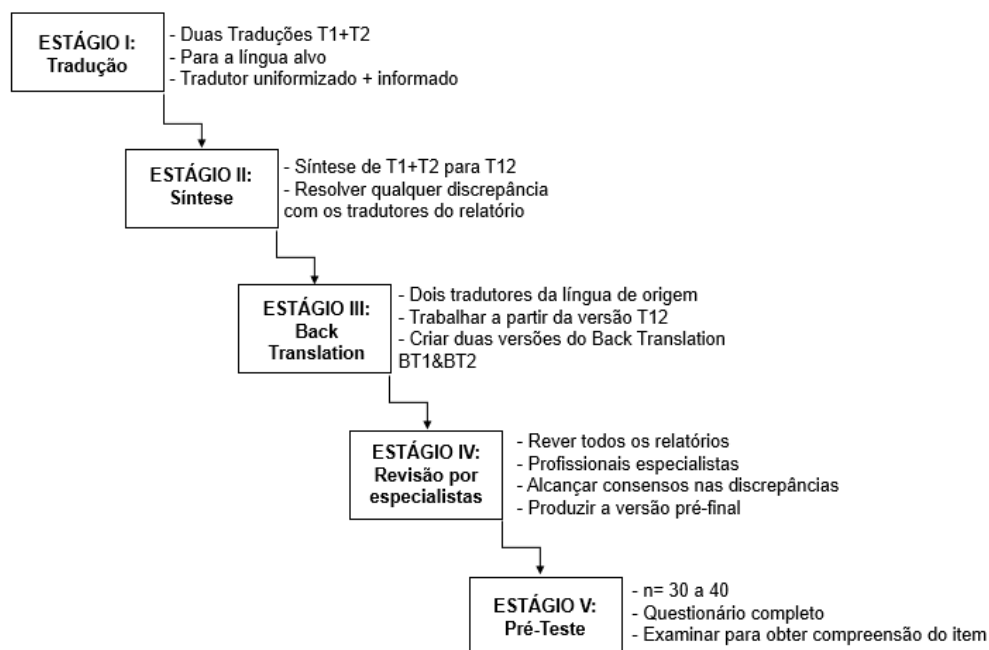 ESTÁGIO I:
Tradução
- Duas Traduções T1+T2
- Para a língua alvo
- Tradutor uniformizado + informado
ESTÁGIO II:
Síntese
- Síntese de T1+T2 para T12
- Resolver qualquer discrepância
com os tradutores do relatório
ESTÁGIO III:
Back
Translation
- Dois tradutores da língua de origem
- Trabalhar a partir da versão T12
- Criar duas versões do Back Translation
BT1&BT2
ESTÁGIO IV:
Revisão por
especialistas
- Rever todos os relatórios
- Profissionais especialistas
- Alcançar consensos nas discrepâncias
- Produzir a versão pré-final
ESTÁGIO V:
Pré-Teste
- n= 30 a 40
- Questionário completo
- Examinar para obter compreensão do item